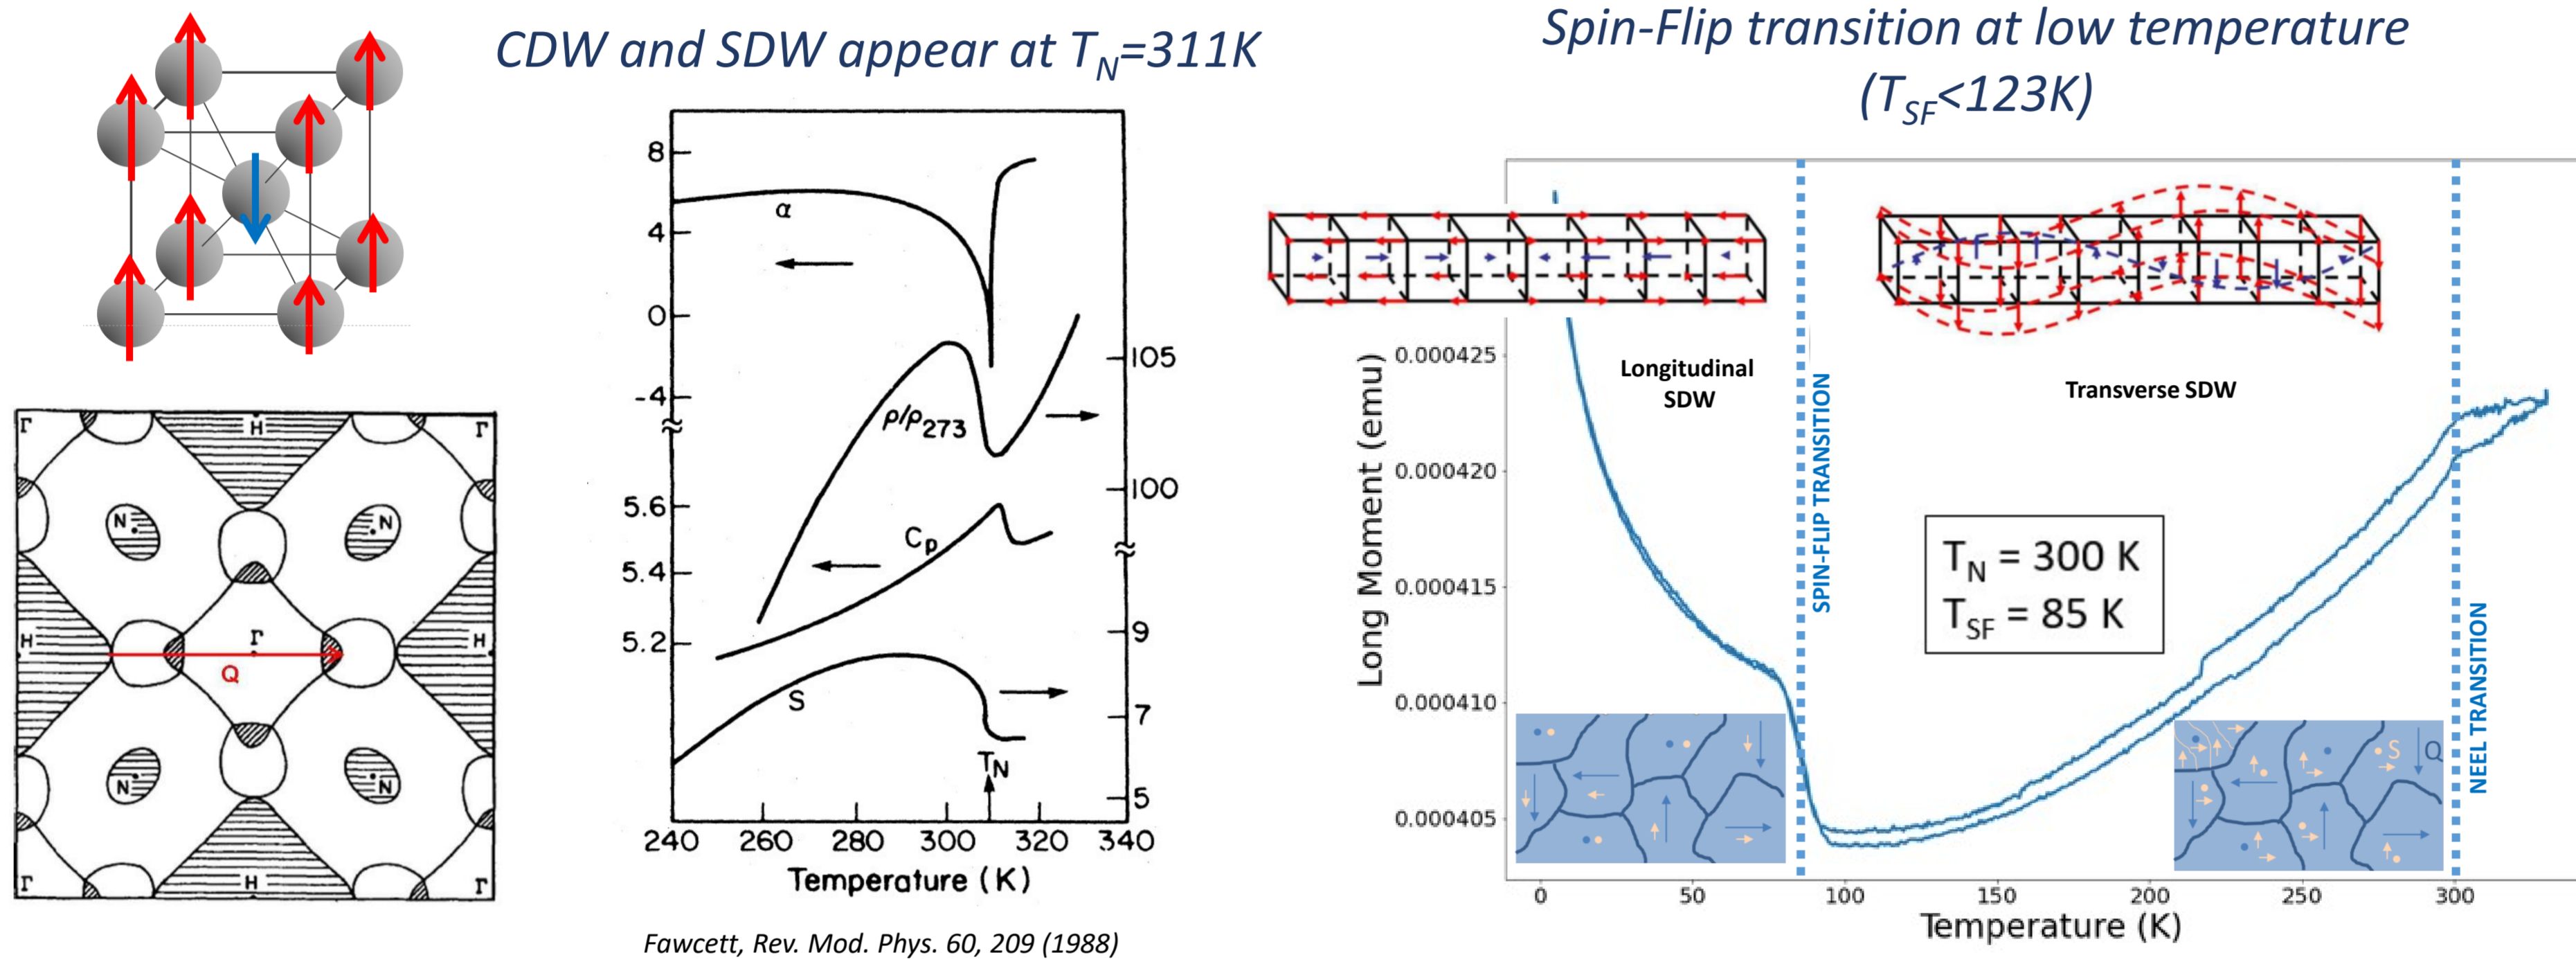 CDW and SDW appear at T_N=311K
Spin-Flip transition at low temperature
(T_SF<123K)
Γ
H
Γ
N
N
H
Γ
H
Q
N
N
Γ
H
Γ
8
4
0
-4
5.6
5.4
5.2
α
ρ/ρ273
Cp
S
T_N
105
100
9
7
5
240 260 280 300 320 340
Temperature (K)
Fawcett, Rev. Mod. Phys. 60, 209 (1988)
Long Moment (emu)
0.000425
0.000420
0.000415
0.000410
0.000405
Longitudinal
SDW
SPIN-FLIP TRANSITION
Transverse SDW
T_N = 300 K
T_SF = 85 K
NEEL TRANSITION
S
Q
0 50 100 150 200 250 300
Temperature (K)